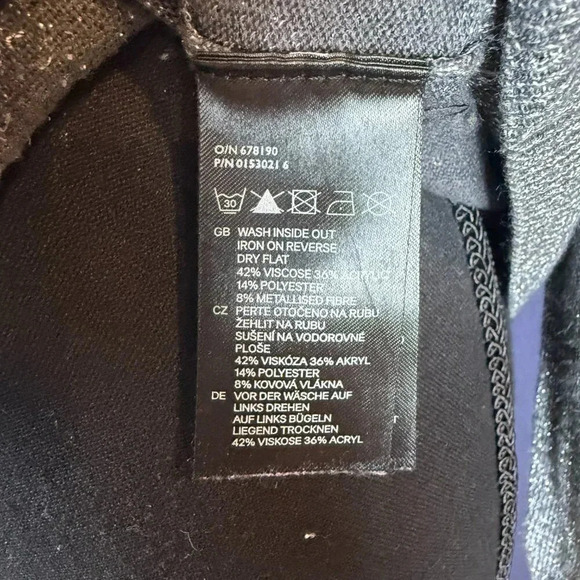 O/N 678190
P/N 0153021 6
30
GB WASH INSIDE OUT
IRON ON REVERSE
DRY FLAT
42% VISCOSE 36% ACRYLIC
14% POLYESTER
8% METALLISED FIBRE
CZ PERTE OTOČENO NA RUBU
ŽEHLIT NA RUBU
SUŠENÍ NA VODOROVNÉ
PLOŠE
42% VISKÓZA 36% AKRYL
14% POLYESTER
8% KOVOVÁ VLÁKNA
DE VOR DER WÄSCHE AUF
LINKS DREHEN
AUF LINKS BÜGELN
LIEGEND TROCKNEN
42% VISKOSE 36% ACRYL